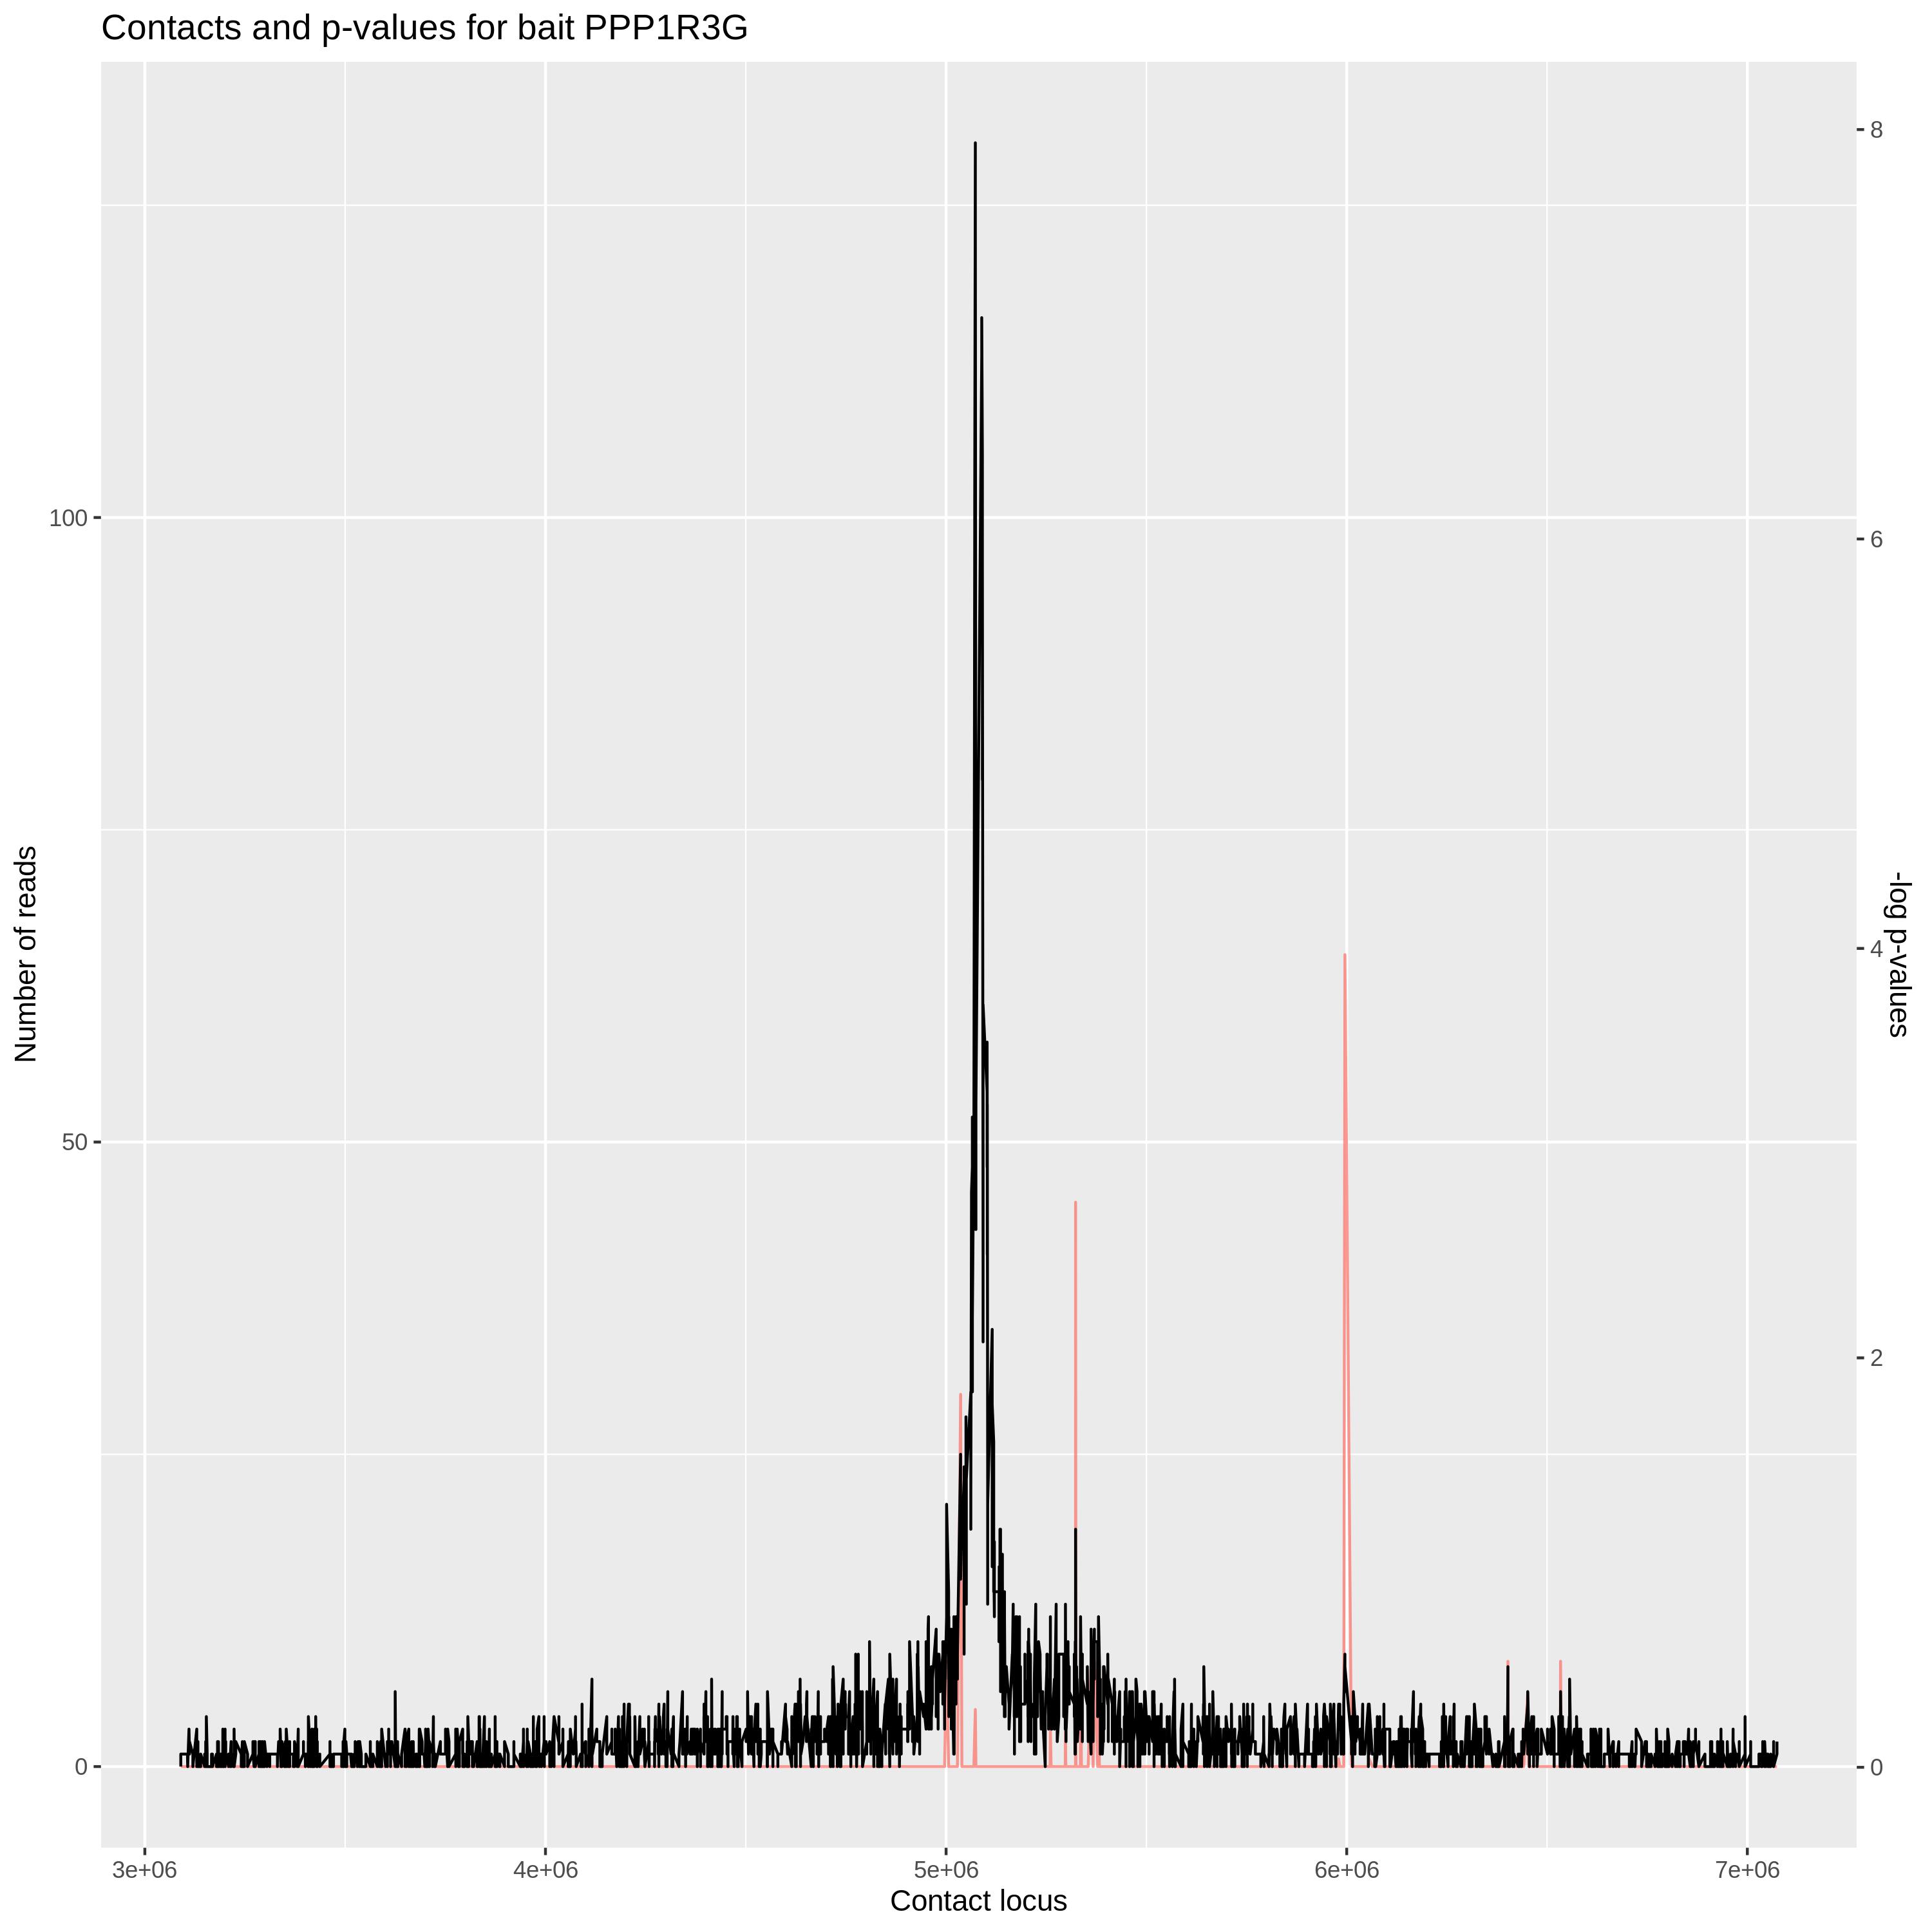 Contacts and p-values for bait PPP1R3G
Number of reads
100
50
0
8
6
4
2
0
-log p-values
3e+06
4e+06
5e+06
6e+06
7e+06
Contact locus